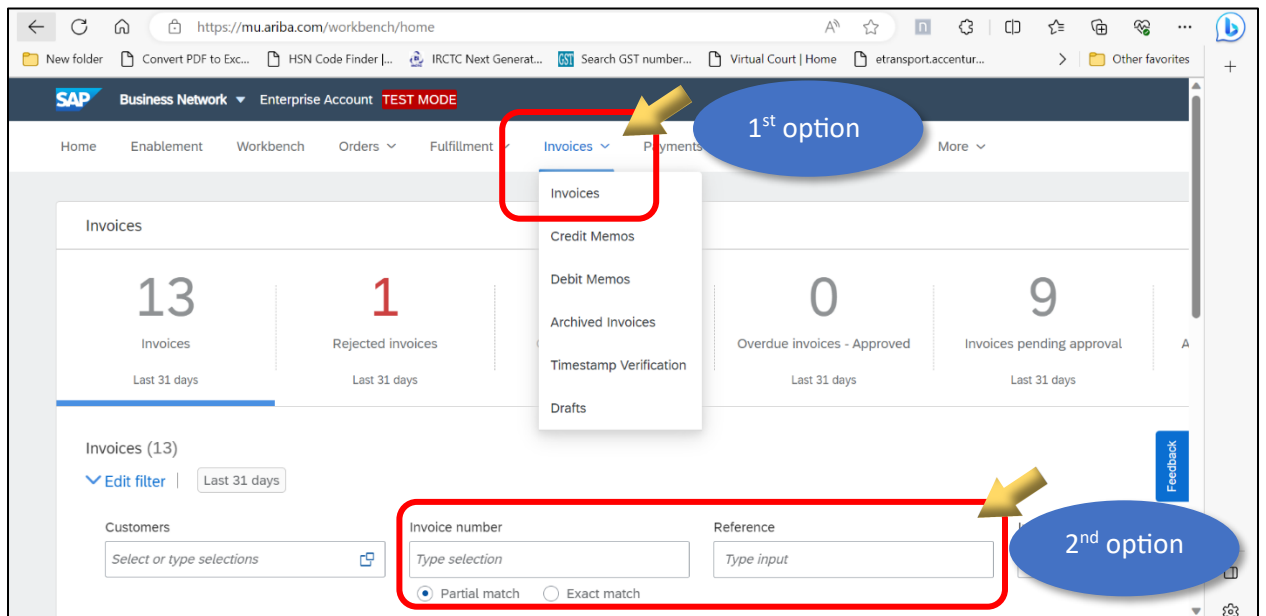 https://mu.ariba.com/workbench/home
New folder Convert PDF to Exc... HSN Code Finder |... IRCTC Next Generat... GST Search GST number... Virtual Court | Home etransport.accentur... Other favorites
SAP Business Network Enterprise Account TEST MODE
1st option
Home Enablement Workbench Orders Fulfillment Invoices Payments More
Invoices
Invoices
Credit Memos
Debit Memos
Archived Invoices
Timestamp Verification
Drafts
13 1 0 9
Invoices Rejected invoices Overdue invoices - Approved Invoices pending approval A
Last 31 days Last 31 days Last 31 days Last 31 days
Invoices (13)
Edit filter Last 31 days
Feedback
Customers Invoice number Reference
Select or type selections Type selection Type input
2nd option
Partial match Exact match